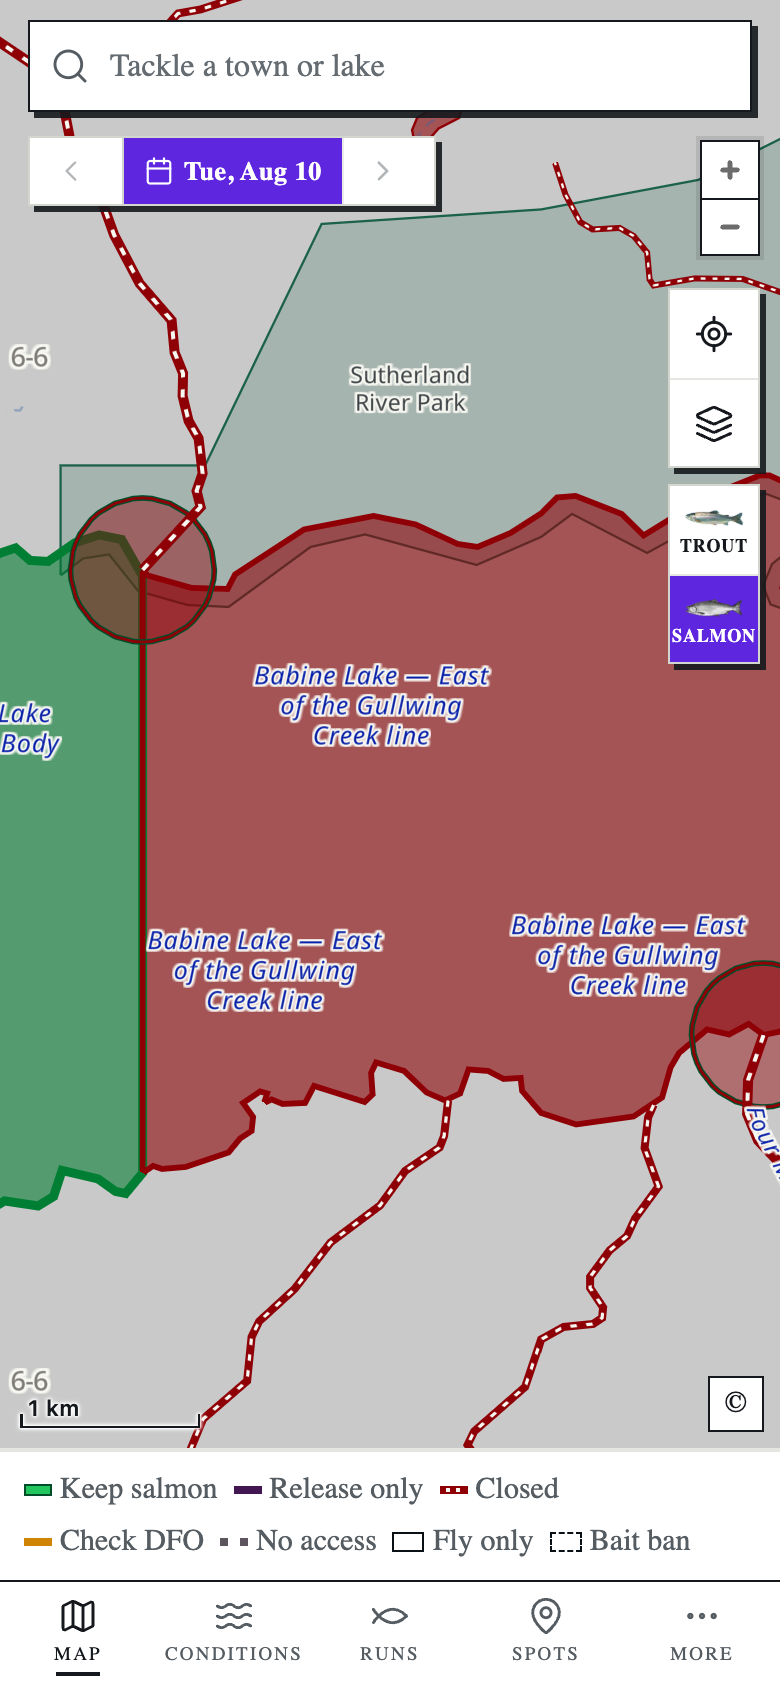 Tackle a town or lake
Tue, Aug 10
+
−
6-6
Sutherland
River Park
TROUT
SALMON
Babine Lake — East
of the Gullwing
Creek line
Lake
Body
Babine Lake — East
of the Gullwing
Creek line
Babine Lake — East
of the Gullwing
Creek line
Four
6-6
1 km
©
Keep salmon
Release only
Closed
Check DFO
No access
Fly only
Bait ban
MAP
CONDITIONS
RUNS
SPOTS
MORE